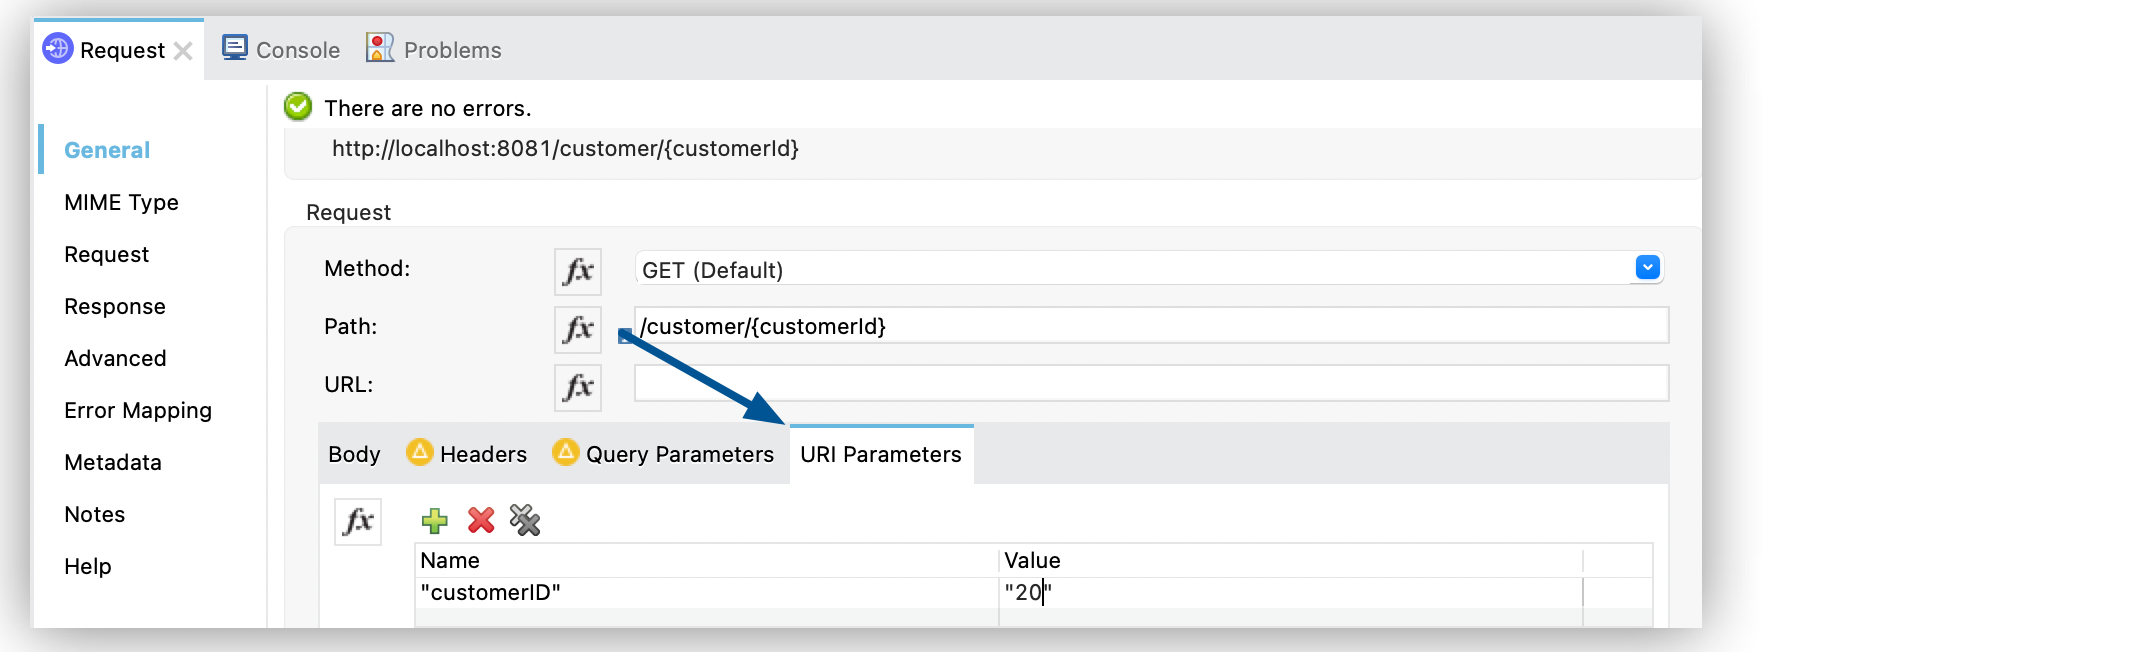 Request Console Problems
There are no errors.
http://localhost:8081/customer/{customerId}
General
MIME Type
Request
Response
Advanced
Error Mapping
Metadata
Notes
Help
Request
Method: fx GET (Default)
Path: fx /customer/{customerId}
URL: fx
Body Headers Query Parameters URI Parameters
fx
Name Value
"customerID" "20"